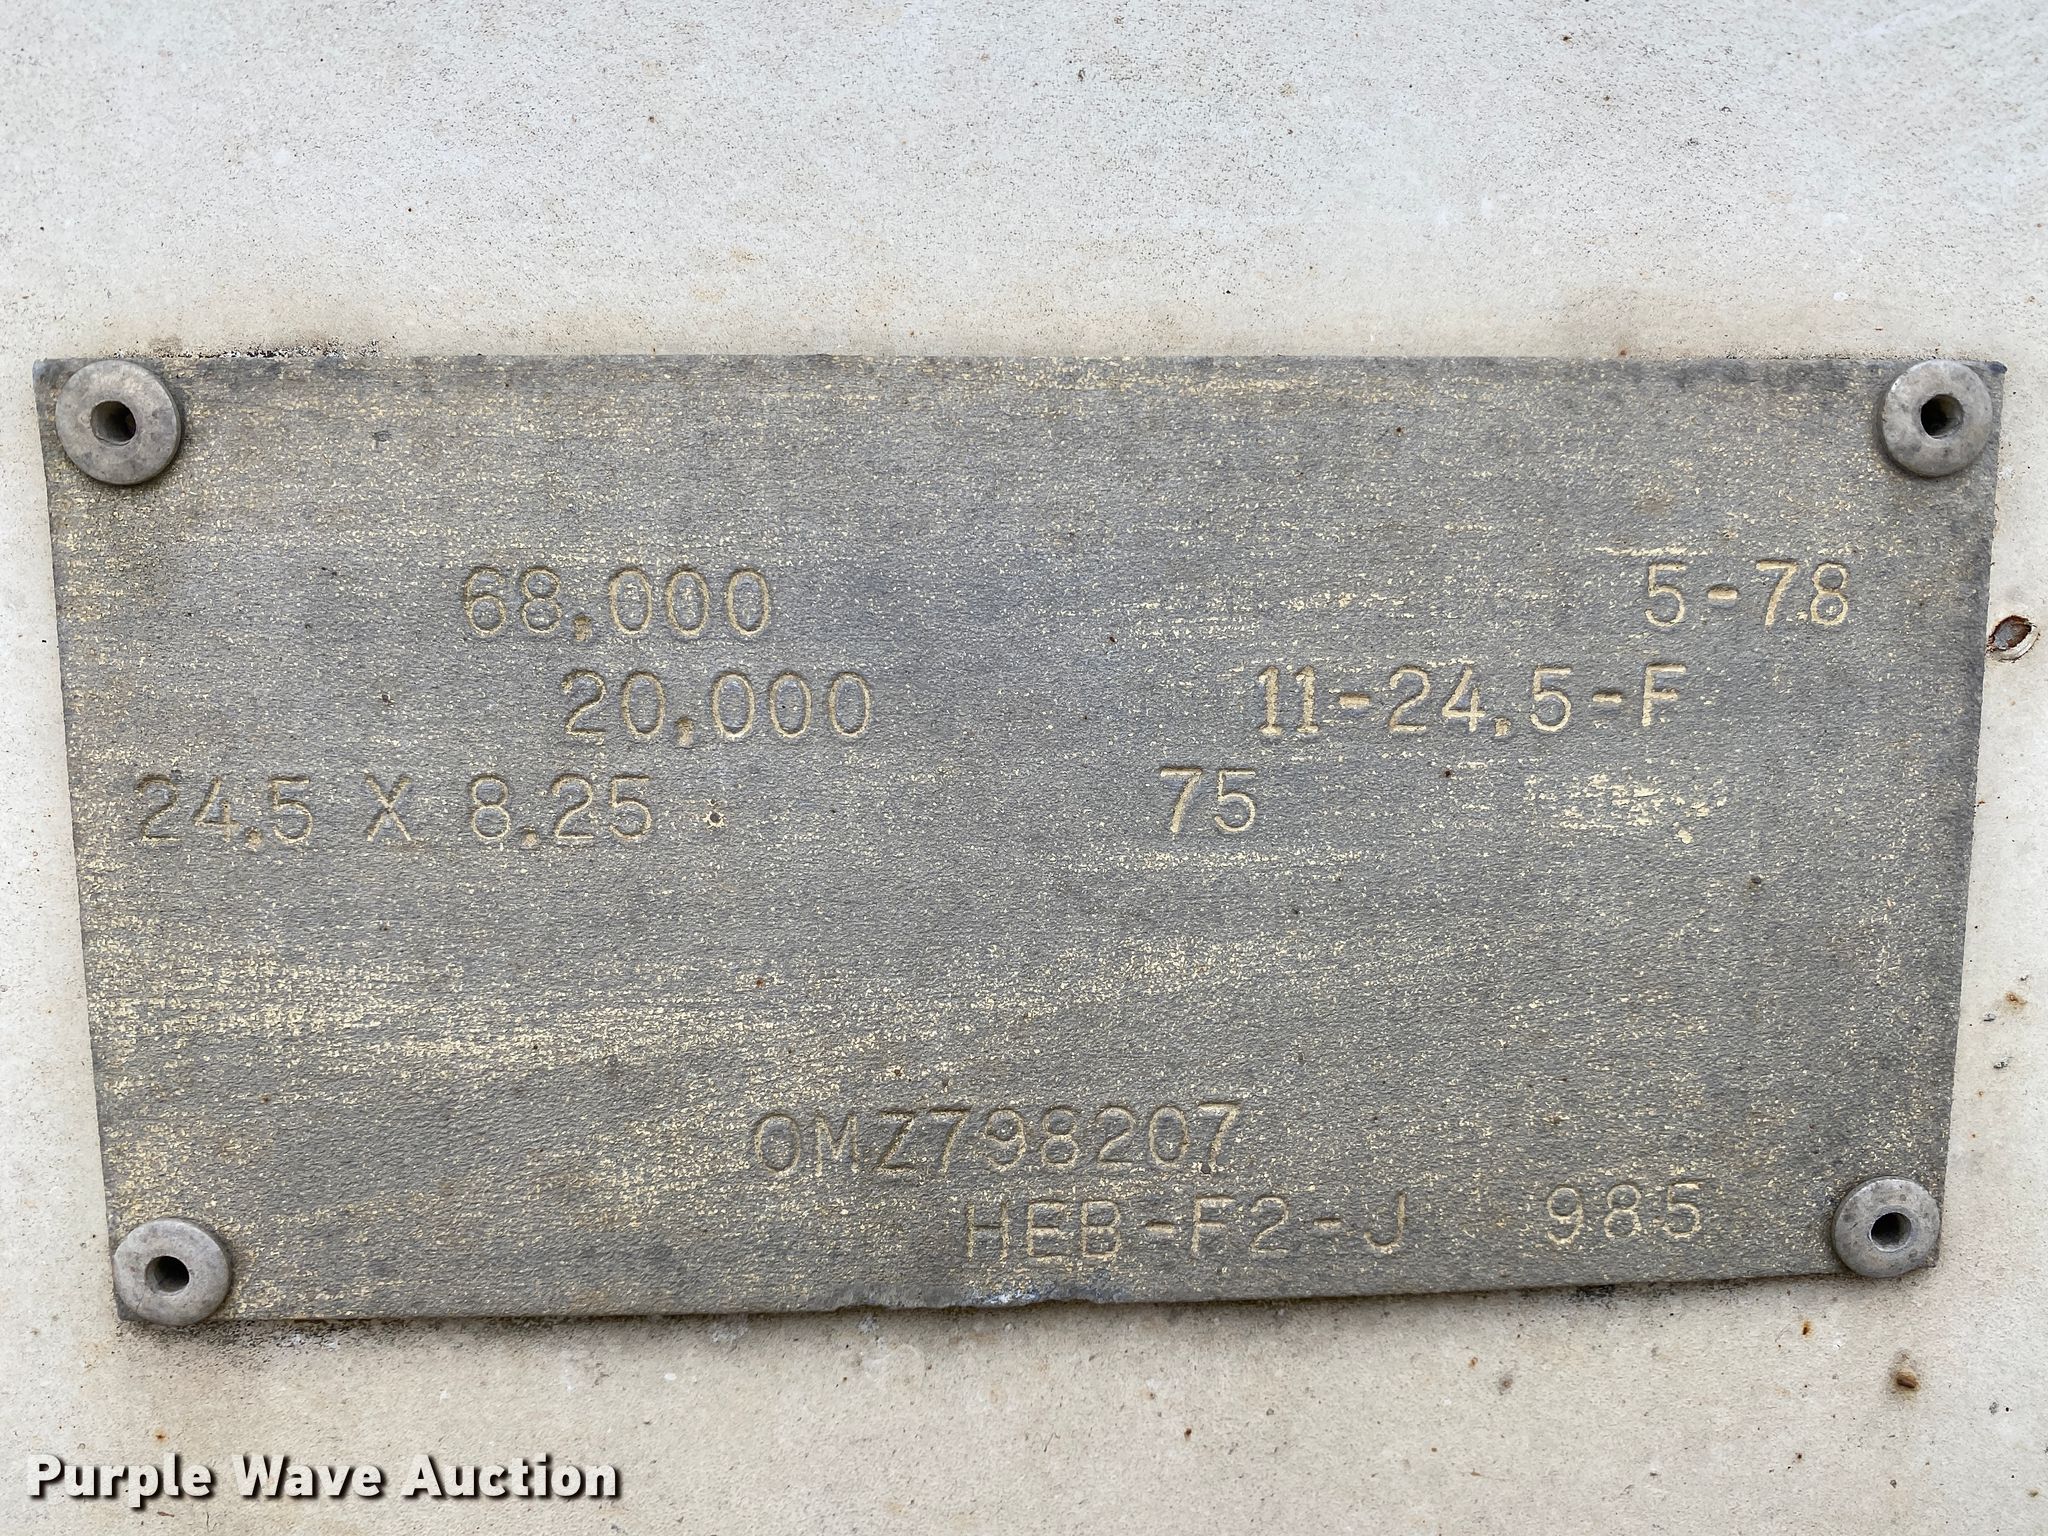 68,000 5-78
20,000 11-24.5-F
24.5 X 8.25 75
OMZ798207
HEB-F2-J 985
Purple Wave Auction